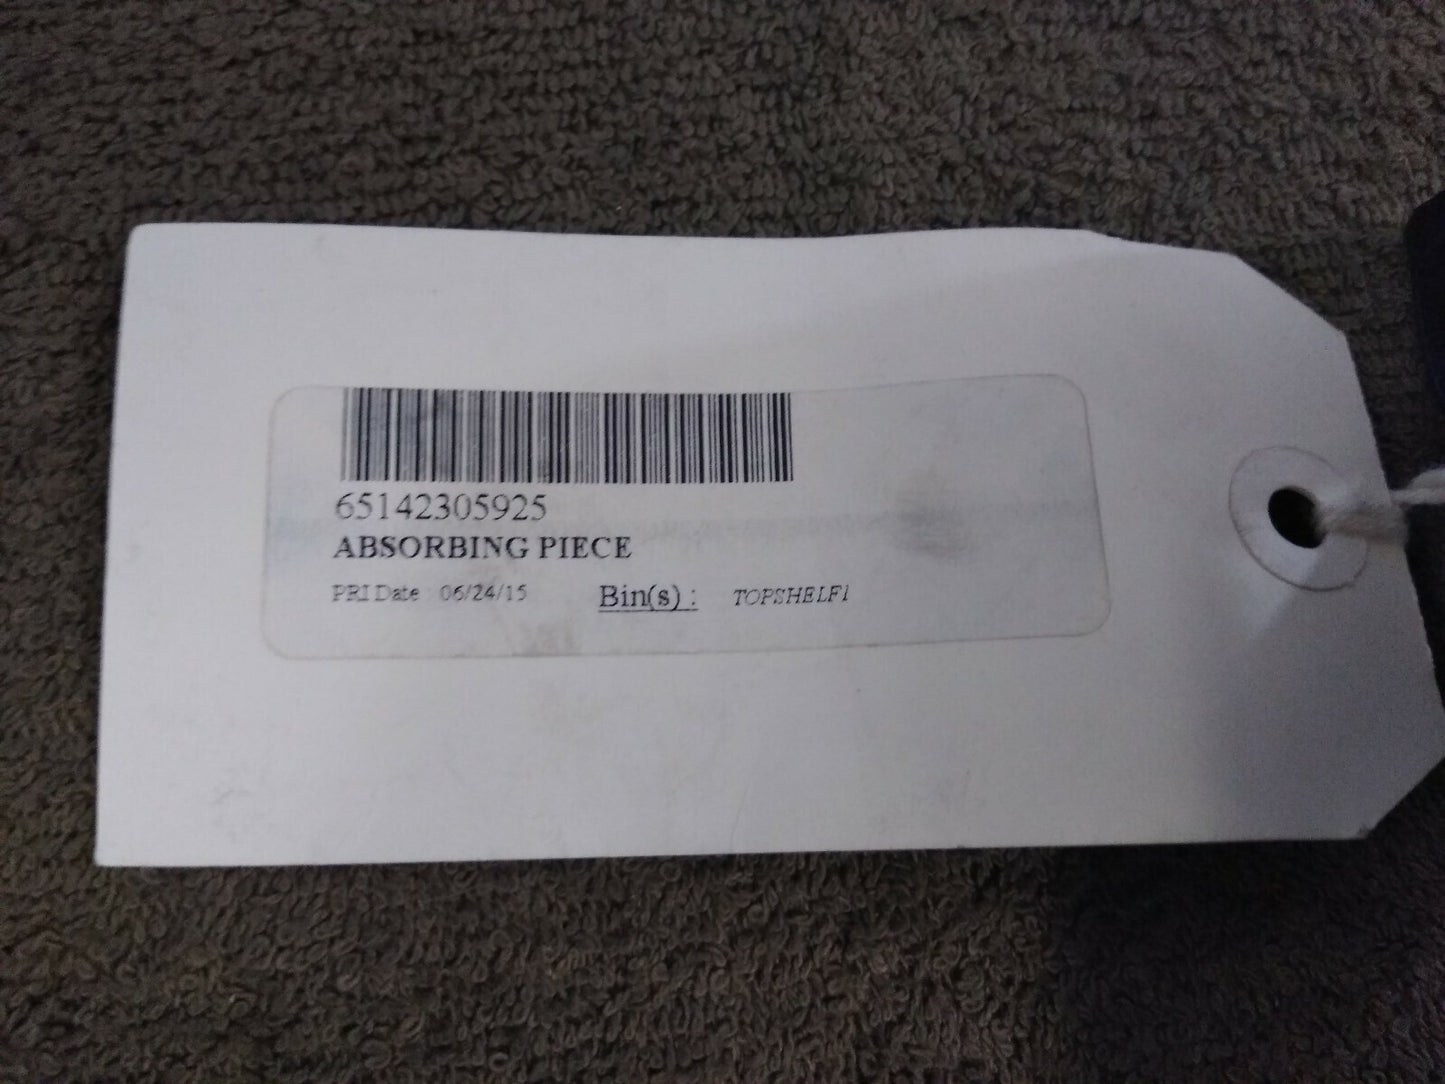 65142305925
ABSORBING PIECE
PRI Date : 06/24/15 Bin(s) : TOPSHELF1